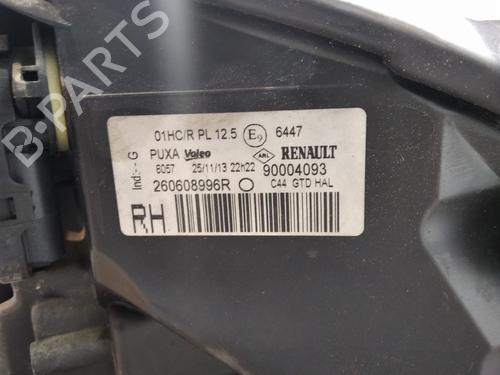 B-PARTS
01HC/R PL 12.5 E9 6447
Ind:- - G
PUXA Valeo ARL RENAULT
6057 25/11/13 22h22 90004093
260608996R C44 GTD HAL
RH